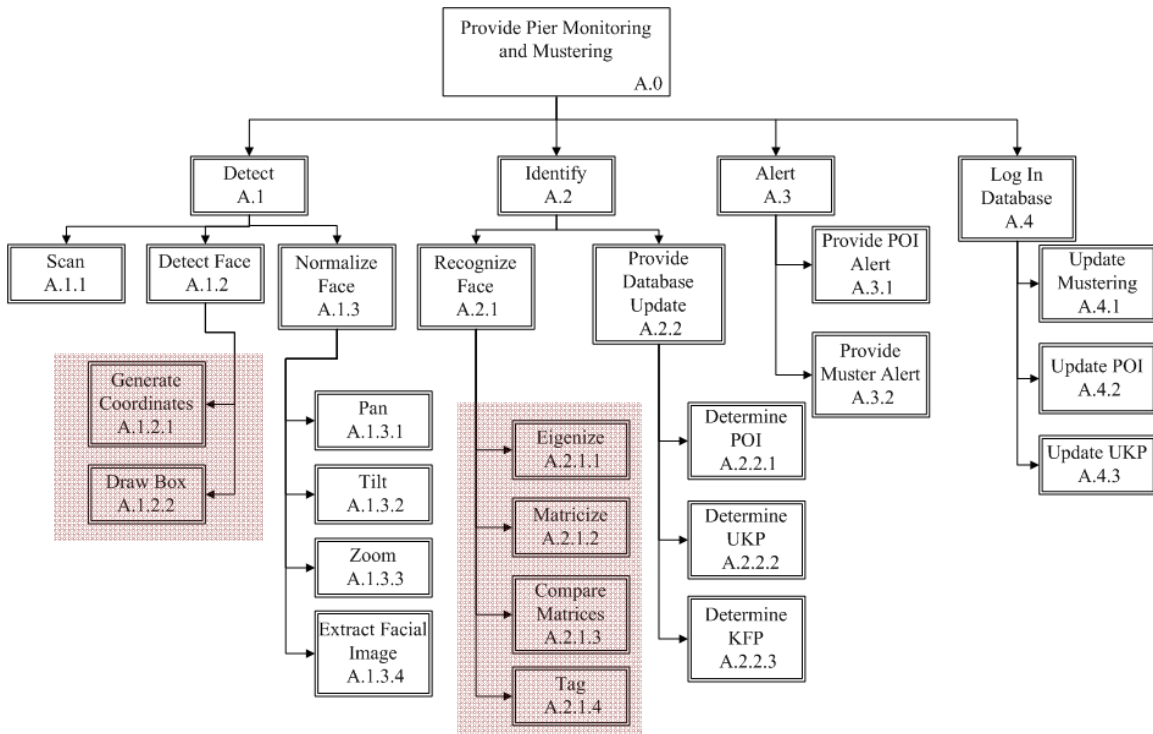 Provide Pier Monitoring
and Mustering
A.0
Detect
A.1
Identify
A.2
Alert
A.3
Log In
Database
A.4
Scan
A.1.1
Detect Face
A.1.2
Normalize
Face
A.1.3
Recognize
Face
A.2.1
Provide
Database
Update
A.2.2
Provide POI
Alert
A.3.1
Provide
Muster Alert
A.3.2
Update
Mustering
A.4.1
Update POI
A.4.2
Update UKP
A.4.3
Generate
Coordinates
A.1.2.1
Draw Box
A.1.2.2
Pan
A.1.3.1
Tilt
A.1.3.2
Zoom
A.1.3.3
Extract Facial
Image
A.1.3.4
Eigenize
A.2.1.1
Matricize
A.2.1.2
Compare
Matrices
A.2.1.3
Tag
A.2.1.4
Determine
POI
A.2.2.1
Determine
UKP
A.2.2.2
Determine
KFP
A.2.2.3